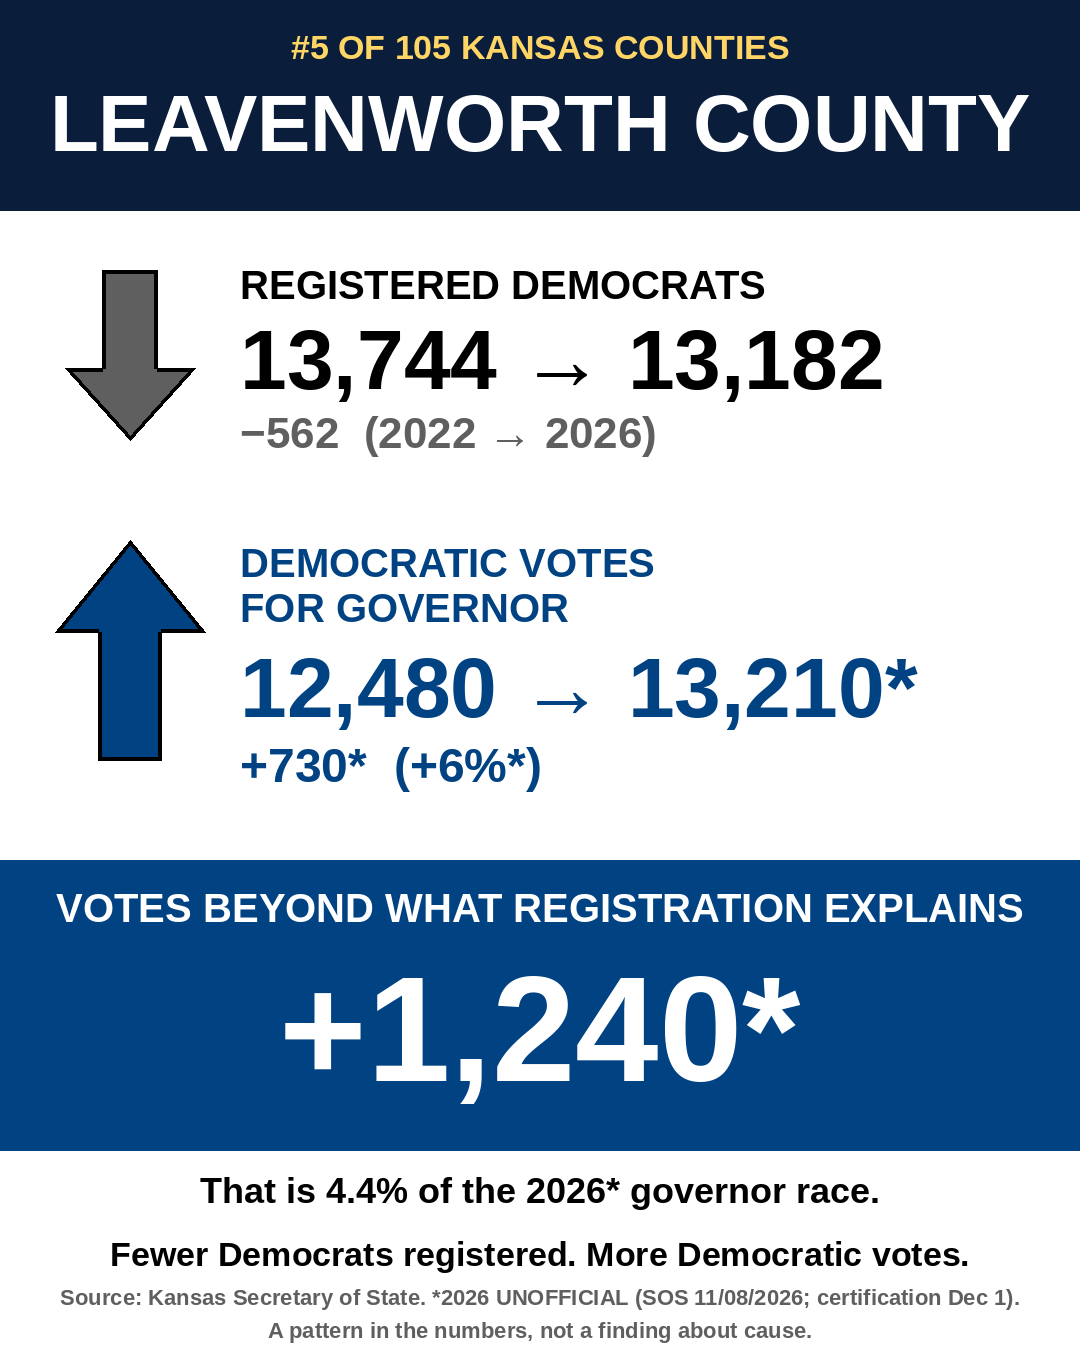 #5 OF 105 KANSAS COUNTIES
LEAVENWORTH COUNTY
REGISTERED DEMOCRATS
13,744 → 13,182
−562 (2022 → 2026)
DEMOCRATIC VOTES
FOR GOVERNOR
12,480 → 13,210*
+730* (+6%*)
VOTES BEYOND WHAT REGISTRATION EXPLAINS
+1,240*
That is 4.4% of the 2026* governor race.
Fewer Democrats registered. More Democratic votes.
Source: Kansas Secretary of State. *2026 UNOFFICIAL (SOS 11/08/2026; certification Dec 1).
A pattern in the numbers, not a finding about cause.